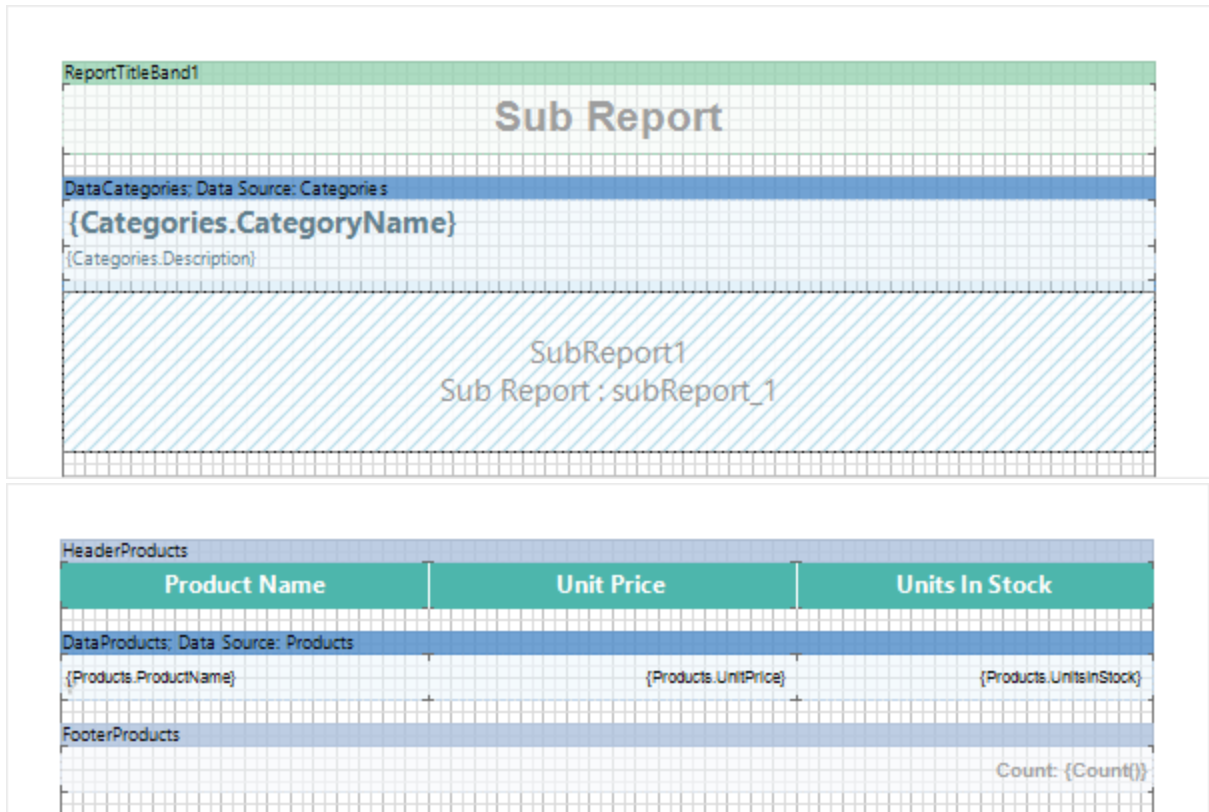 ReportTitleBand1
Sub Report
DataCategories; Data Source: Categories
{Categories.CategoryName}
{Categories.Description}
SubReport1
Sub Report : subReport_1
HeaderProducts
Product Name Unit Price Units In Stock
DataProducts; Data Source: Products
{Products.ProductName} {Products.UnitPrice} {Products.UnitsInStock}
FooterProducts
Count: {Count()}